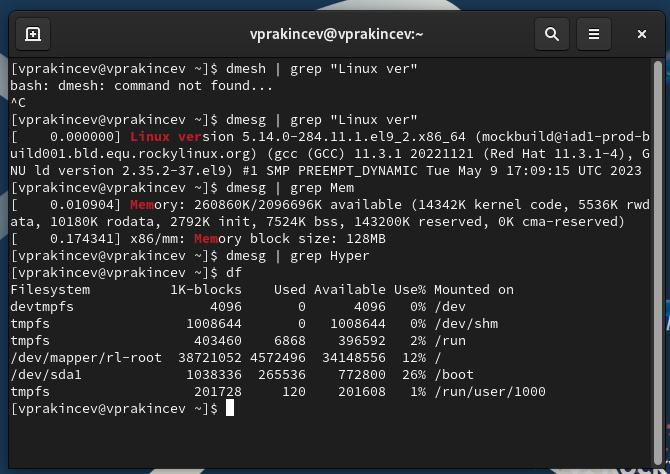 vprakincev@vprakincev:~
[vprakincev@vprakincev ~]$ dmesh | grep "Linux ver"
bash: dmesh: command not found...
^C
[vprakincev@vprakincev ~]$ dmesg | grep "Linux ver"
[    0.000000] Linux version 5.14.0-284.11.1.el9_2.x86_64 (mockbuild@iad1-prod-b
uild001.bld.equ.rockylinux.org) (gcc (GCC) 11.3.1 20221121 (Red Hat 11.3.1-4), G
NU ld version 2.35.2-37.el9) #1 SMP PREEMPT_DYNAMIC Tue May 9 17:09:15 UTC 2023
[vprakincev@vprakincev ~]$ dmesg | grep Mem
[    0.010904] Memory: 260860K/2096696K available (14342K kernel code, 5536K rwd
ata, 10180K rodata, 2792K init, 7524K bss, 143200K reserved, 0K cma-reserved)
[    0.174341] x86/mm: Memory block size: 128MB
[vprakincev@vprakincev ~]$ dmesg | grep Hyper
[vprakincev@vprakincev ~]$ df
Filesystem          1K-blocks    Used Available Use% Mounted on
devtmpfs                 4096       0      4096   0% /dev
tmpfs                 1008644       0   1008644   0% /dev/shm
tmpfs                  403460    6868    396592   2% /run
/dev/mapper/rl-root  38721052 4572496  34148556  12% /
/dev/sda1             1038336  265536    772800  26% /boot
tmpfs                  201728     120    201608   1% /run/user/1000
[vprakincev@vprakincev ~]$